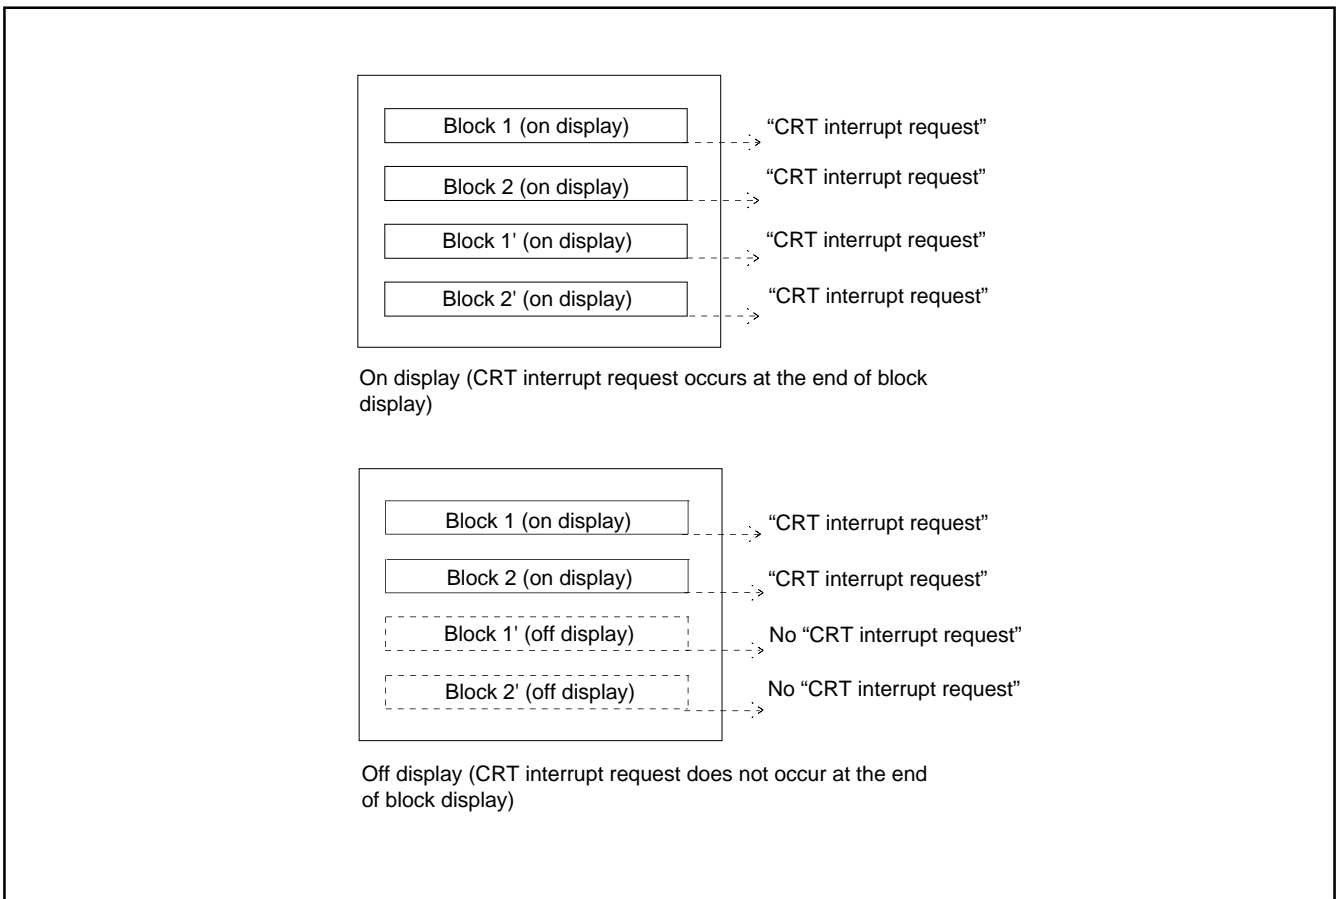 Block 1 (on display)
“CRT interrupt request”
Block 2 (on display)
“CRT interrupt request”
Block 1' (on display)
“CRT interrupt request”
Block 2' (on display)
“CRT interrupt request”
On display (CRT interrupt request occurs at the end of block
display)
Block 1 (on display)
“CRT interrupt request”
Block 2 (on display)
“CRT interrupt request”
Block 1' (off display)
No “CRT interrupt request”
Block 2' (off display)
No “CRT interrupt request”
Off display (CRT interrupt request does not occur at the end
of block display)